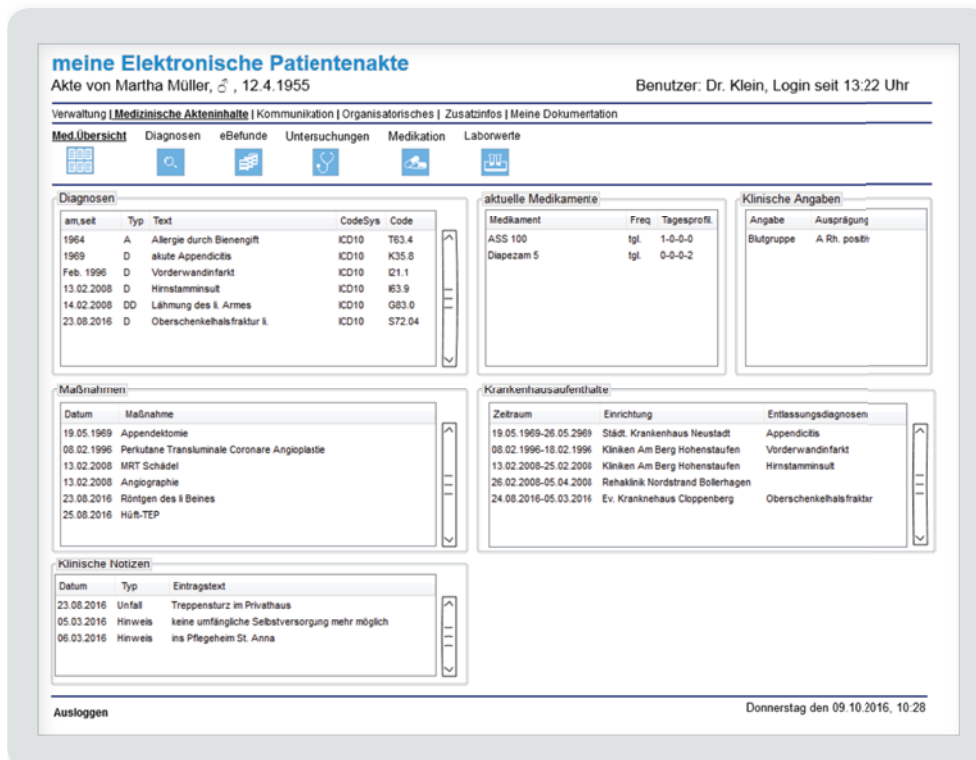 meine Elektronische Patientenakte
Akte von Martha Müller, ♂ , 12.4.1955
Benutzer: Dr. Klein, Login seit 13:22 Uhr
Verwaltung | Medizinische Akteninhalte | Kommunikation | Organisatorisches | Zusatzinfos | Meine Dokumentation
Med.Übersicht Diagnosen eBefunde Untersuchungen Medikation Laborwerte
Diagnosen
am,seit Typ Text CodeSys Code
1964 A Allergie durch Bienengift ICD10 T63.4
1969 D akute Appendicitis ICD10 K35.8
Feb. 1996 D Vorderwandinfarkt ICD10 I21.1
13.02.2008 D Hirnstamminsult ICD10 I63.9
14.02.2008 DD Lähmung des li. Armes ICD10 G83.0
23.08.2016 D Oberschenkelhalsfraktur li. ICD10 S72.04
aktuelle Medikamente
Medikament Freq Tagesprofil.
ASS 100 tgl. 1-0-0-0
Diapezam 5 tgl. 0-0-0-2
Klinische Angaben
Angabe Ausprägung
Blutgruppe A Rh. positiv
Maßnahmen
Datum Maßnahme
19.05.1969 Appendektomie
08.02.1996 Perkutane Transluminale Coronare Angioplastie
13.02.2008 MRT Schädel
13.02.2008 Angiographie
23.08.2016 Röntgen des li Beines
25.08.2016 Hüft-TEP
Krankenhausaufenthalte
Zeitraum Einrichtung Entlassungsdiagnosen
19.05.1969-26.05.2969 Städt. Krankenhaus Neustadt Appendicitis
08.02.1996-18.02.1996 Kliniken Am Berg Hohenstaufen Vorderwandinfarkt
13.02.2008-25.02.2008 Kliniken Am Berg Hohenstaufen Hirnstamminsult
26.02.2008-05.04.2008 Rehaklinik Nordstrand Bollerhagen
24.08.2016-05.03.2016 Ev. Kranknehaus Cloppenberg Oberschenkelhalsfraktur
Klinische Notizen
Datum Typ Eintragstext
23.08.2016 Unfall Treppensturz im Privathaus
05.03.2016 Hinweis keine umfängliche Selbstversorgung mehr möglich
06.03.2016 Hinweis ins Pflegeheim St. Anna
Ausloggen
Donnerstag den 09.10.2016, 10:28